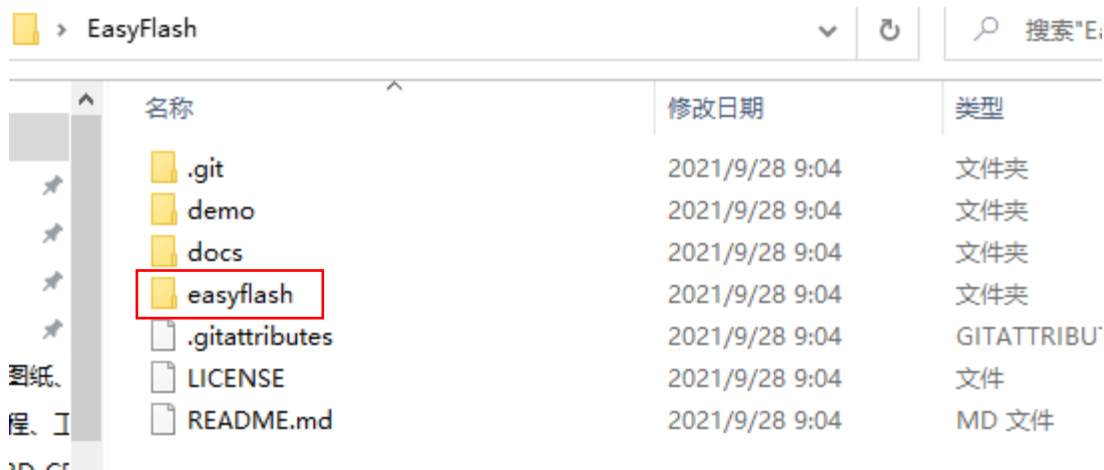 EasyFlash
搜索"Ea
名称 修改日期 类型
.git 2021/9/28 9:04 文件夹
demo 2021/9/28 9:04 文件夹
docs 2021/9/28 9:04 文件夹
easyflash 2021/9/28 9:04 文件夹
.gitattributes 2021/9/28 9:04 GITATTRIBUT
图纸、
LICENSE 2021/9/28 9:04 文件
程、工
README.md 2021/9/28 9:04 MD 文件